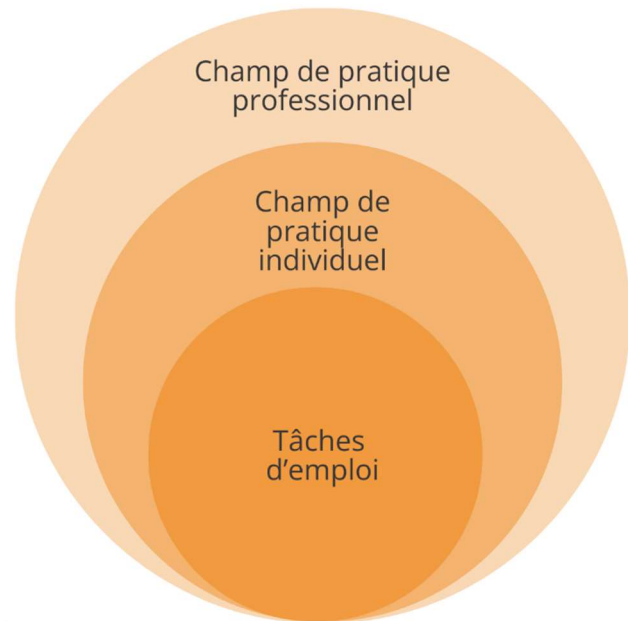 Champ de pratique
professionnel
Champ de
pratique
individuel
Tâches
d’emploi